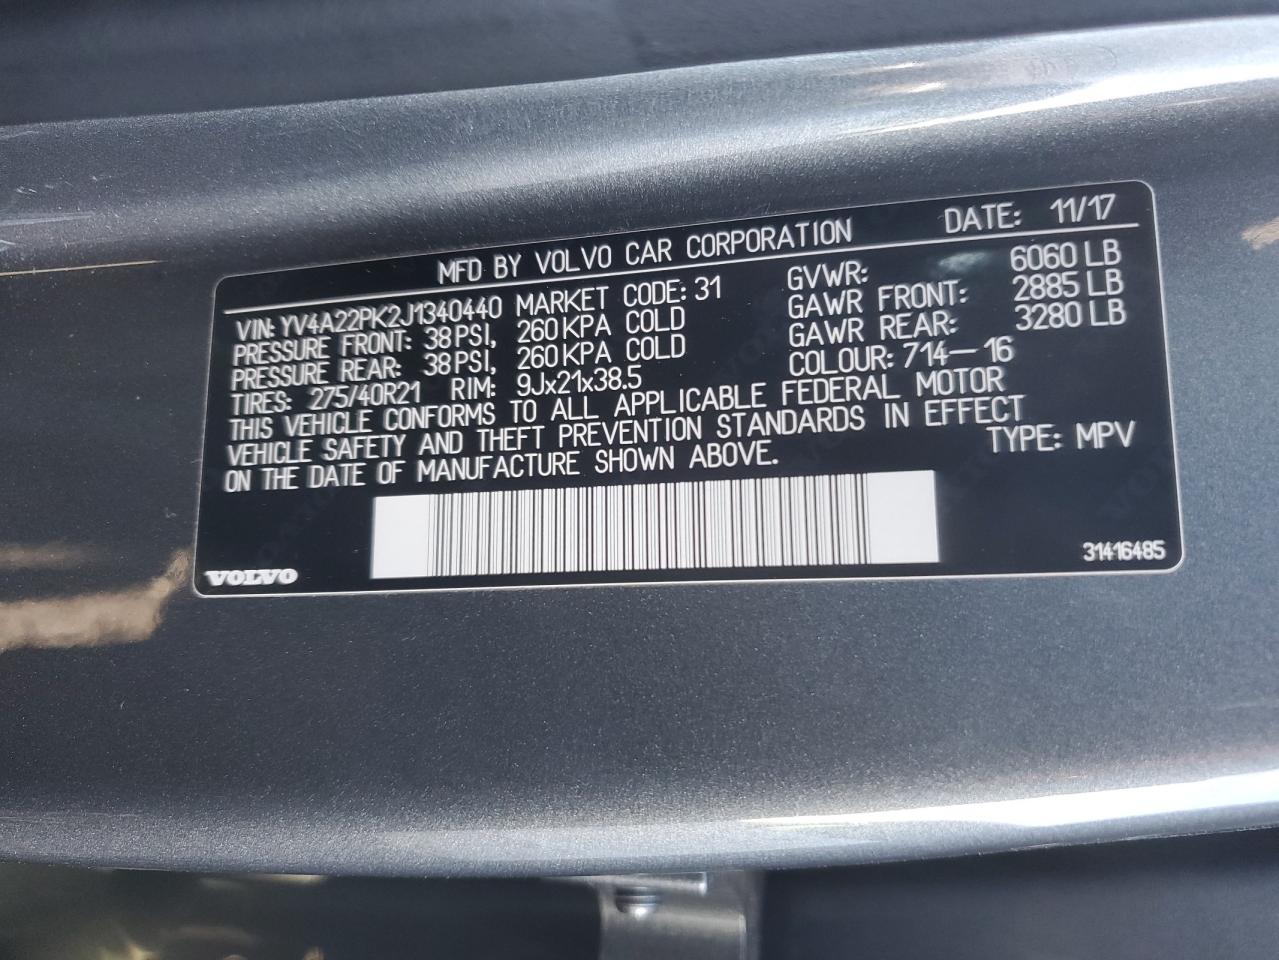 MFD BY VOLVO CAR CORPORATION DATE: 11/17
VIN: YV4A22PK2J1340440 MARKET CODE: 31 GVWR: 6060 LB
PRESSURE FRONT: 38 PSI, 260 KPA COLD GAWR FRONT: 2885 LB
PRESSURE REAR: 38 PSI, 260 KPA COLD GAWR REAR: 3280 LB
TIRES: 275/40R21 RIM: 9Jx21x38.5 COLOUR: 714-16
THIS VEHICLE CONFORMS TO ALL APPLICABLE FEDERAL MOTOR
VEHICLE SAFETY AND THEFT PREVENTION STANDARDS IN EFFECT
ON THE DATE OF MANUFACTURE SHOWN ABOVE. TYPE: MPV
31416485
VOLVO